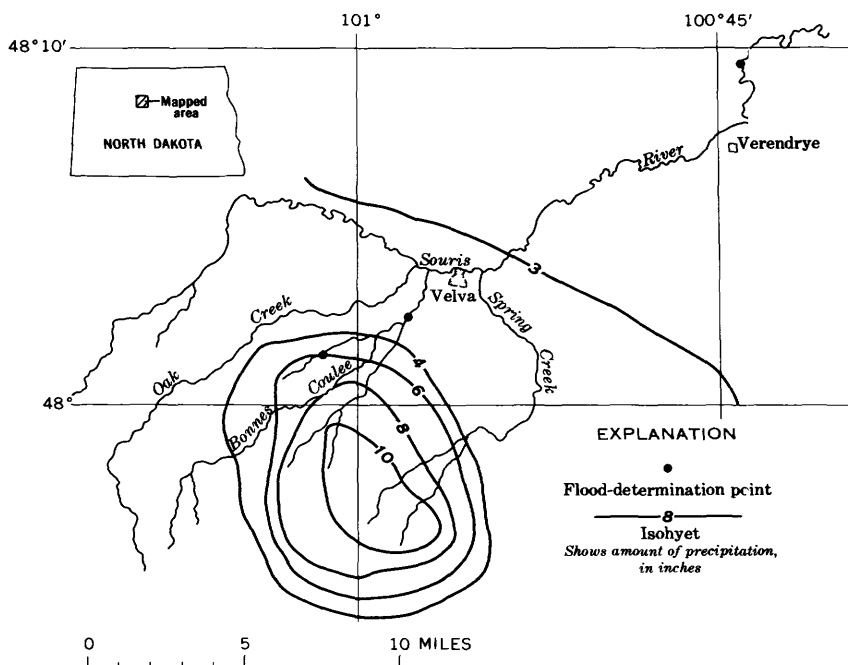 101°
100°45'
48°10'
Mapped
area
NORTH DAKOTA
Verendrye
River
3
Souris
Velva
Spring
Creek
Creek
Oak
4
6
Coulee
Bonnes
8
10
48°
EXPLANATION
Flood-determination point
8
Isohyet
Shows amount of precipitation,
in inches
0 5 10 MILES